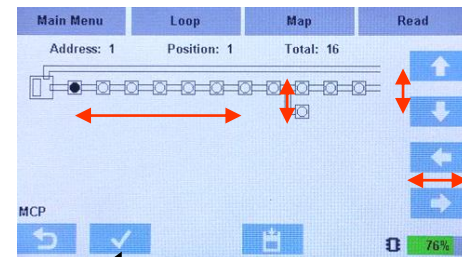 Main Menu Loop Map Read
Address: 1 Position: 1 Total: 16
MCP
76%